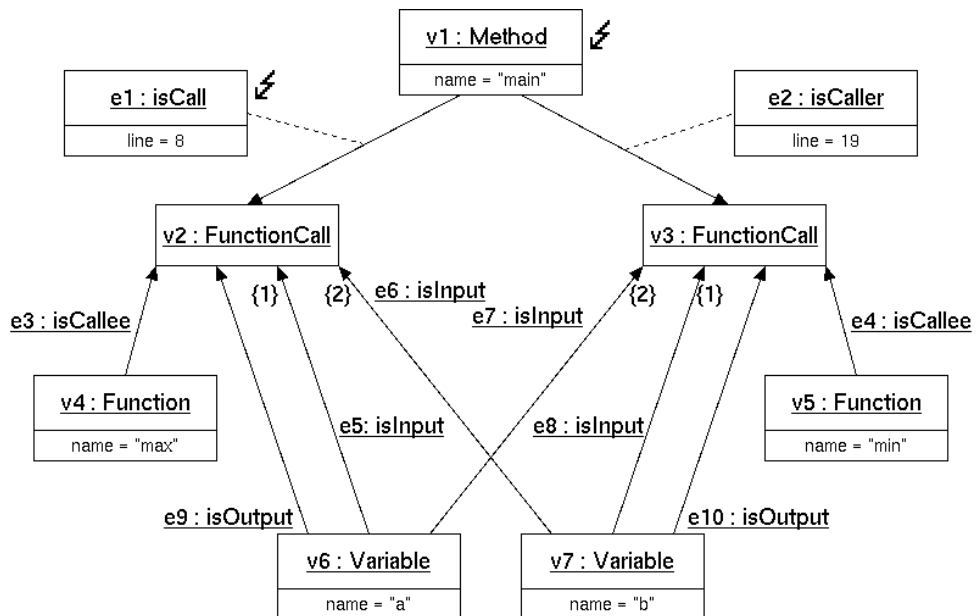 v1 : Method
name = "main"
e1 : isCall
line = 8
e2 : isCaller
line = 19
v2 : FunctionCall
v3 : FunctionCall
{1}
{2}
e6 : isInput
{2}
{1}
e7 : isInput
e3 : isCallee
e4 : isCallee
v4 : Function
name = "max"
e5: isInput
e8 : isInput
v5 : Function
name = "min"
e9 : isOutput
e10 : isOutput
v6 : Variable
name = "a"
v7 : Variable
name = "b"